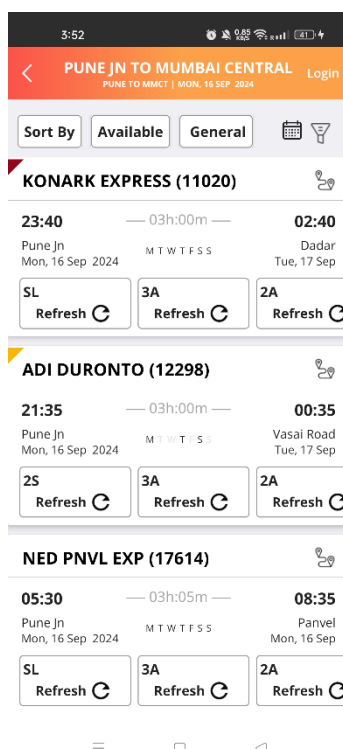 3:52
0.85 KB/S
41
PUNE JN TO MUMBAI CENTRAL
Login
PUNE TO MMCT | MON, 16 SEP 2024
Sort By
Available
General
KONARK EXPRESS (11020)
23:40
03h:00m
02:40
Pune Jn
M T W T F S S
Dadar
Mon, 16 Sep 2024
Tue, 17 Sep
SL
3A
2A
Refresh
Refresh
Refresh
ADI DURONTO (12298)
21:35
03h:00m
00:35
Pune Jn
M T W T F S S
Vasai Road
Mon, 16 Sep 2024
Tue, 17 Sep
2S
3A
2A
Refresh
Refresh
Refresh
NED PNVL EXP (17614)
05:30
03h:05m
08:35
Pune Jn
M T W T F S S
Panvel
Mon, 16 Sep 2024
Mon, 16 Sep
SL
3A
2A
Refresh
Refresh
Refresh